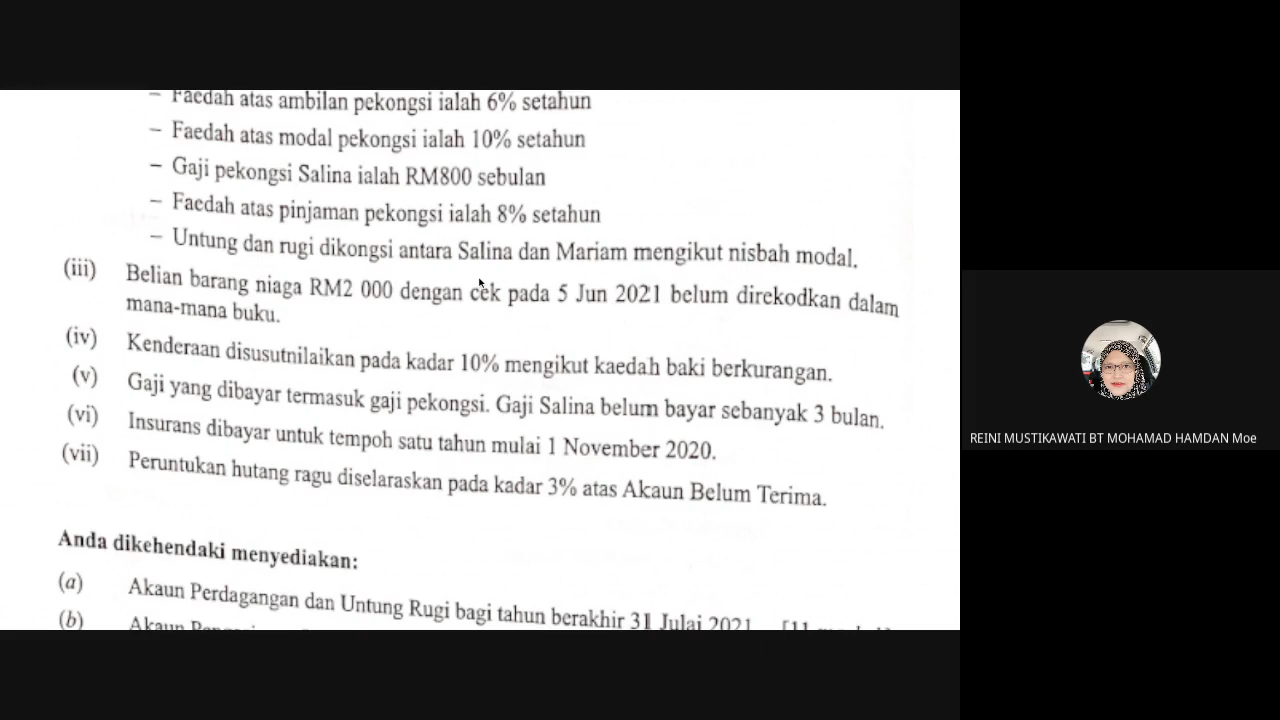 – Faedah atas ambilan pekongsi ialah 6% setahun
– Faedah atas modal pekongsi ialah 10% setahun
– Gaji pekongsi Salina ialah RM800 sebulan
– Faedah atas pinjaman pekongsi ialah 8% setahun
– Untung dan rugi dikongsi antara Salina dan Mariam mengikut nisbah modal.
(iii) Belian barang niaga RM2 000 dengan cek pada 5 Jun 2021 belum direkodkan dalam
mana-mana buku.
(iv) Kenderaan disusutnilaikan pada kadar 10% mengikut kaedah baki berkurangan.
(v) Gaji yang dibayar termasuk gaji pekongsi. Gaji Salina belum bayar sebanyak 3 bulan.
(vi) Insurans dibayar untuk tempoh satu tahun mulai 1 November 2020.
(vii) Peruntukan hutang ragu diselaraskan pada kadar 3% atas Akaun Belum Terima.
Anda dikehendaki menyediakan:
(a) Akaun Perdagangan dan Untung Rugi bagi tahun berakhir 31 Julai 2021
(b) Akaun
REINI MUSTIKAWATI BT MOHAMAD HAMDAN Moe